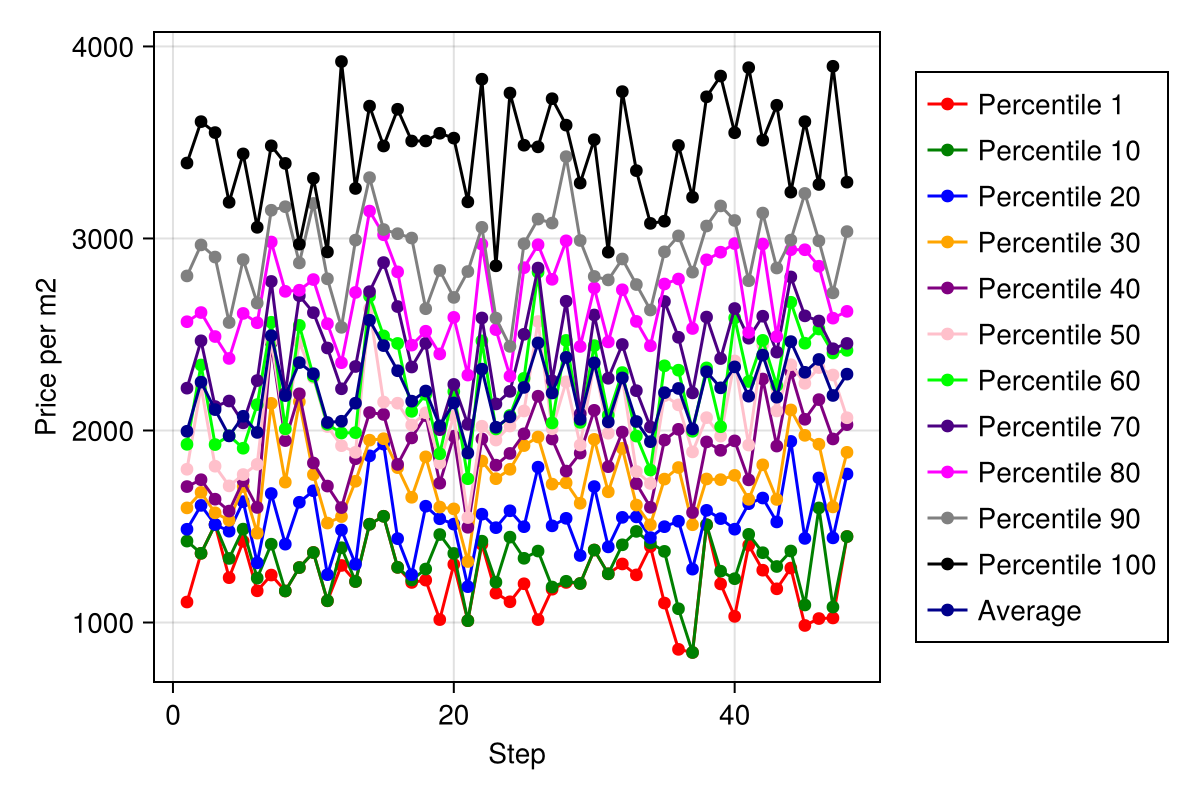 4000
3000
2000
1000
Price per m2
0
20
40
Step
Percentile 1
Percentile 10
Percentile 20
Percentile 30
Percentile 40
Percentile 50
Percentile 60
Percentile 70
Percentile 80
Percentile 90
Percentile 100
Average